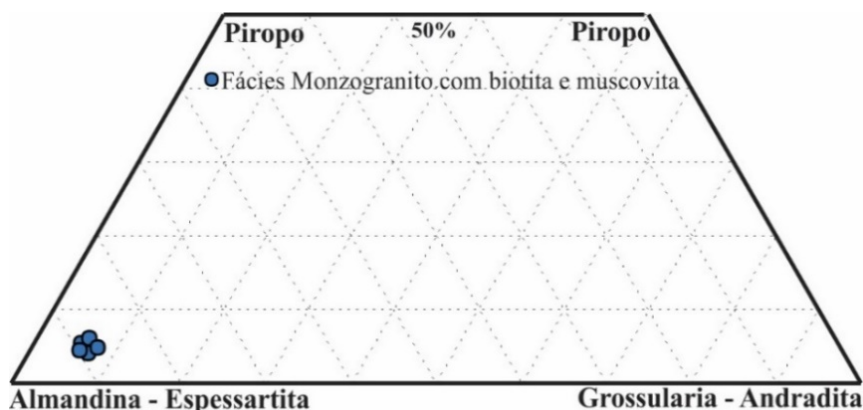 Piropo 50% Piropo
Fácies Monzogranito com biotita e muscovita
Almandina - Espessartita Grossularia - Andradita